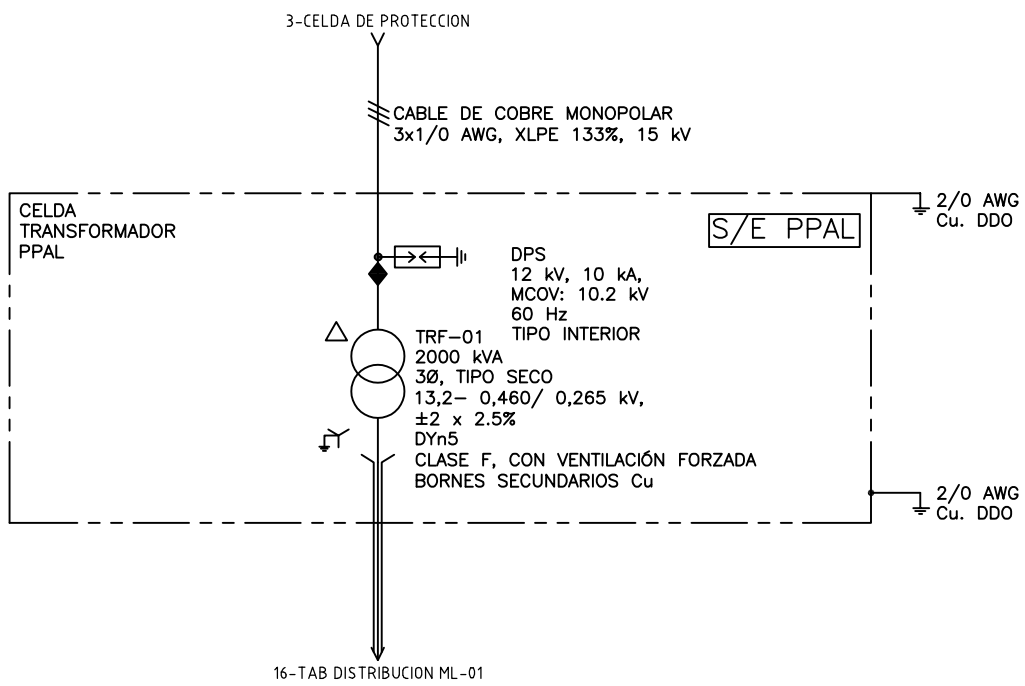 3-CELDA DE PROTECCION
CABLE DE COBRE MONOPOLAR
3x1/0 AWG, XLPE 133%, 15 kV
CELDA
TRANSFORMADOR
PPAL
S/E PPAL
2/0 AWG
Cu. DDO
DPS
12 kV, 10 kA,
MCOV: 10.2 kV
60 Hz
TIPO INTERIOR
TRF-01
2000 kVA
3Ø, TIPO SECO
13,2- 0,460/ 0,265 kV,
±2 x 2.5%
DYn5
CLASE F, CON VENTILACIÓN FORZADA
BORNES SECUNDARIOS Cu
2/0 AWG
Cu. DDO
16-TAB DISTRIBUCION ML-01